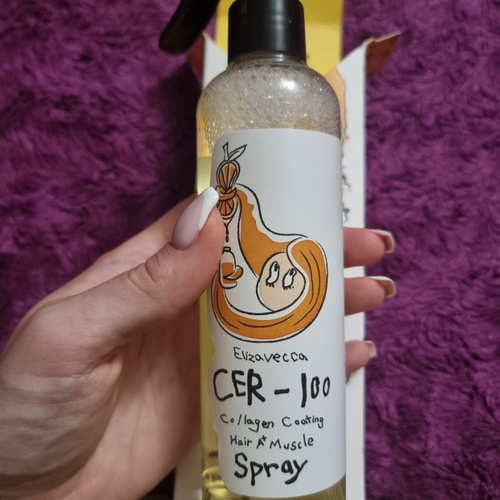 Elizavecca
CER-100
Collagen Coating
Hair A+ Muscle
Spray